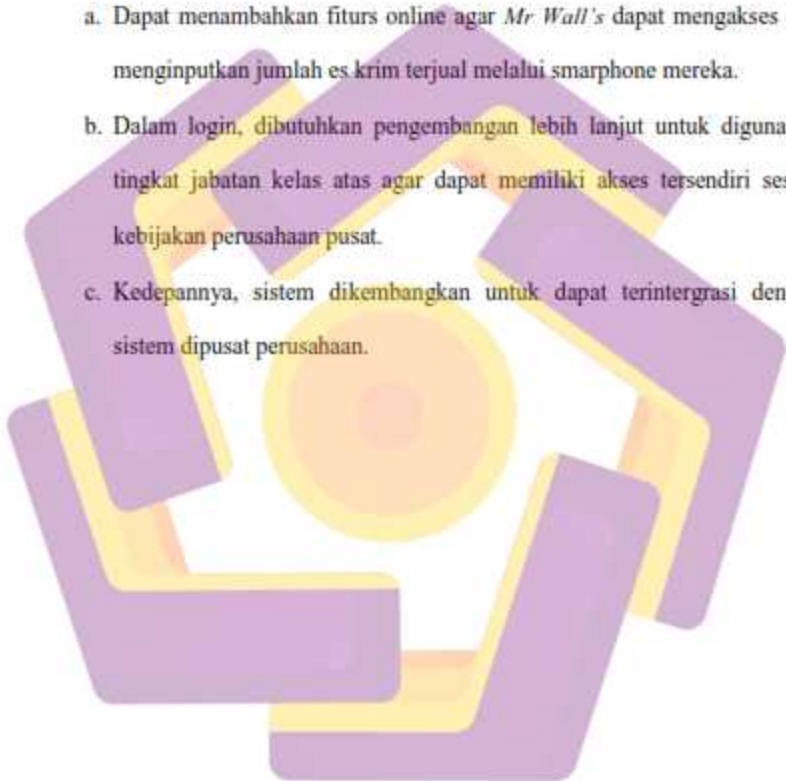 a. Dapat menambahkan fiturs online agar Mr Wall's dapat mengakses
menginputkan jumlah es krim terjual melalui smarphone mereka.
b. Dalam login, dibutuhkan pengembangan lebih lanjut untuk diguna
tingkat jabatan kelas atas agar dapat memiliki akses tersendiri ses
kebijakan perusahaan pusat.
c. Kedepannya, sistem dikembangkan untuk dapat terintergrasi den
sistem dipusat perusahaan.